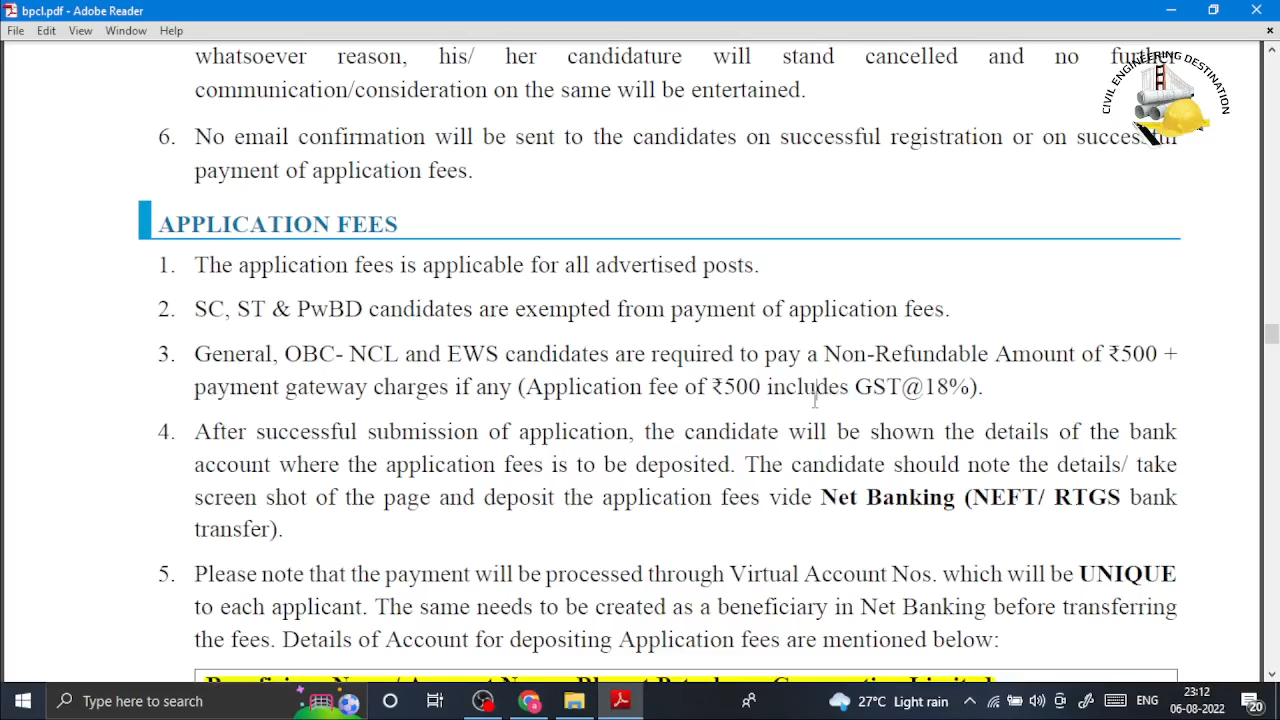 bpcl.pdf - Adobe Reader
File Edit View Window Help
CIVIL ENGINEERING DESTINATION
whatsoever reason, his/ her candidature will stand cancelled and no further
communication/consideration on the same will be entertained.
6. No email confirmation will be sent to the candidates on successful registration or on successful
payment of application fees.
APPLICATION FEES
1. The application fees is applicable for all advertised posts.
2. SC, ST & PwBD candidates are exempted from payment of application fees.
3. General, OBC- NCL and EWS candidates are required to pay a Non-Refundable Amount of ₹500 +
payment gateway charges if any (Application fee of ₹500 includes GST@18%).
4. After successful submission of application, the candidate will be shown the details of the bank
account where the application fees is to be deposited. The candidate should note the details/ take
screen shot of the page and deposit the application fees vide Net Banking (NEFT/ RTGS bank
transfer).
5. Please note that the payment will be processed through Virtual Account Nos. which will be UNIQUE
to each applicant. The same needs to be created as a beneficiary in Net Banking before transferring
the fees. Details of Account for depositing Application fees are mentioned below:
Type here to search
27°C Light rain
ENG
23:12
06-08-2022
20